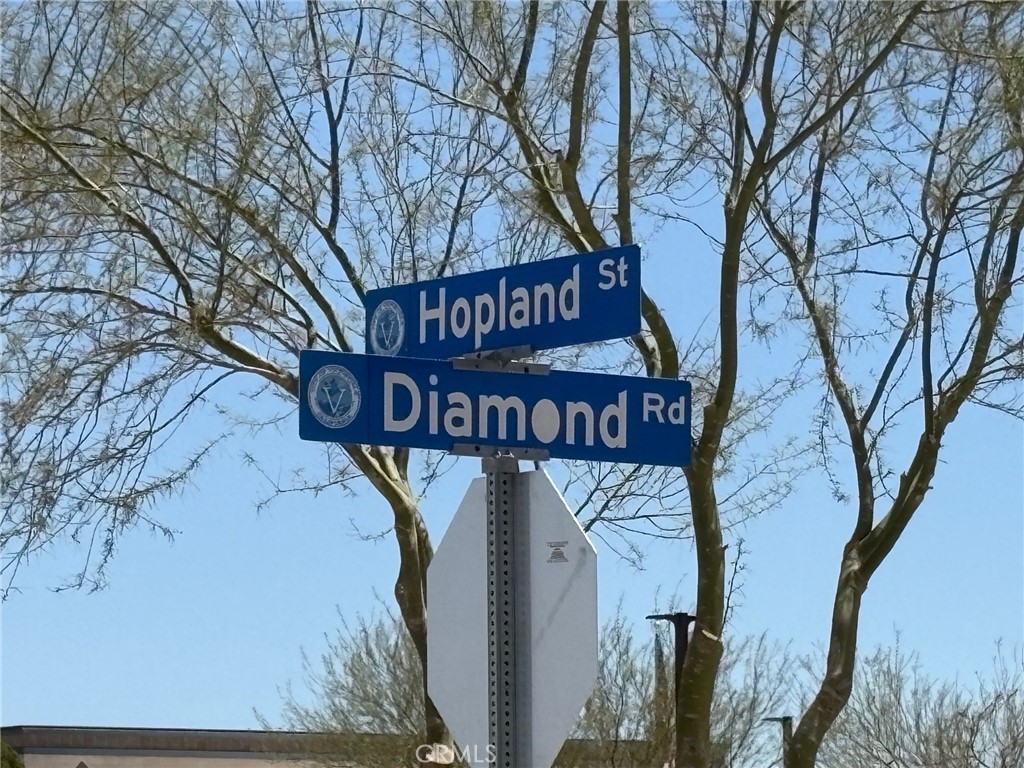 Hopland St
Diamond Rd
V
V
CRMLS